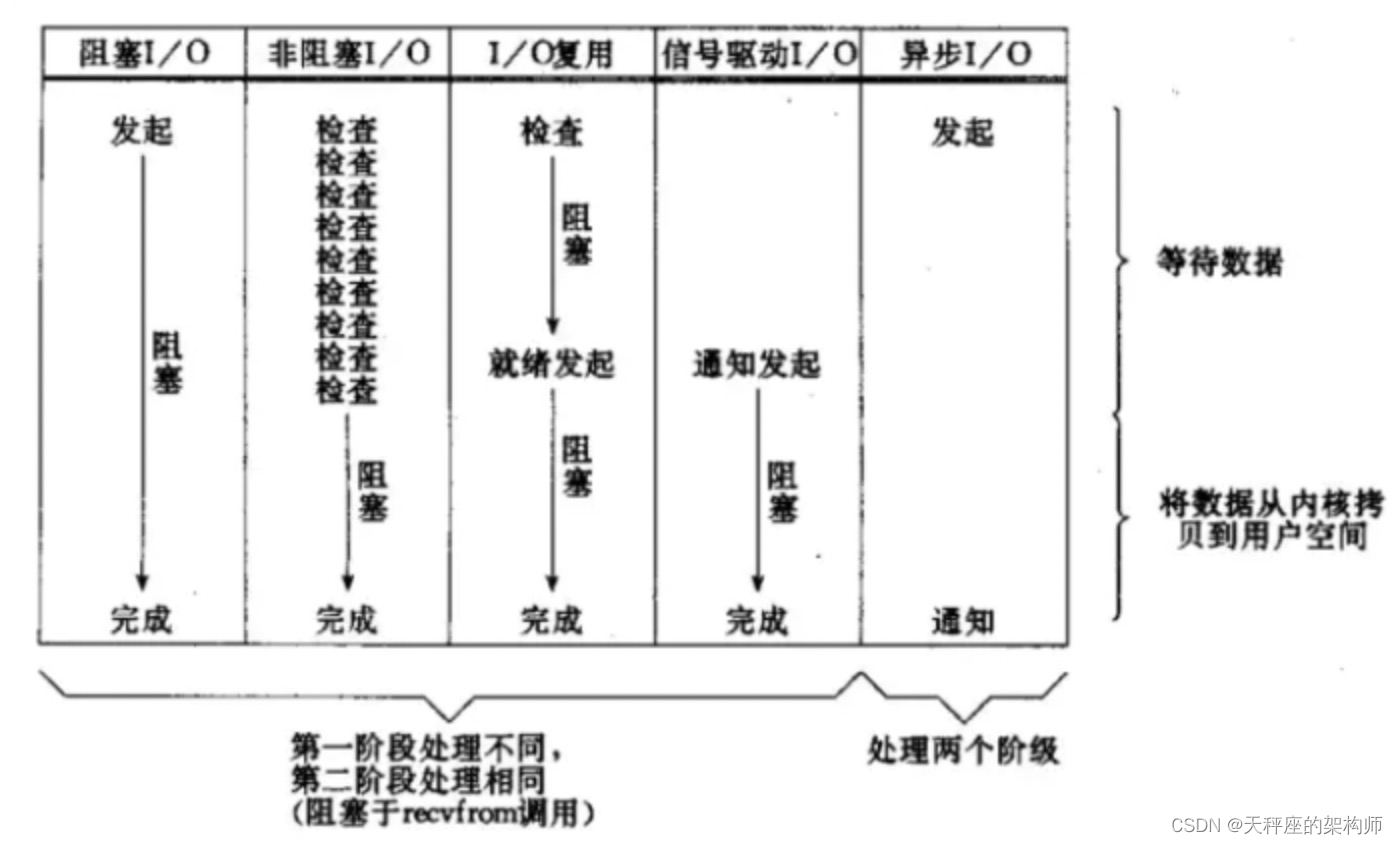 阻塞I/O 非阻塞I/O I/O复用 信号驱动I/O 异步I/O
发起 检查 检查 发起
检查
检查
检查
检查
检查
检查
检查
检查
阻塞
阻塞
就绪发起 通知发起
阻塞
阻塞
阻塞
完成 完成 完成 完成 通知
等待数据
将数据从内核拷
贝到用户空间
第一阶段处理不同,
第二阶段处理相同
(阻塞于recvfrom调用)
处理两个阶级
CSDN @天秤座的架构师